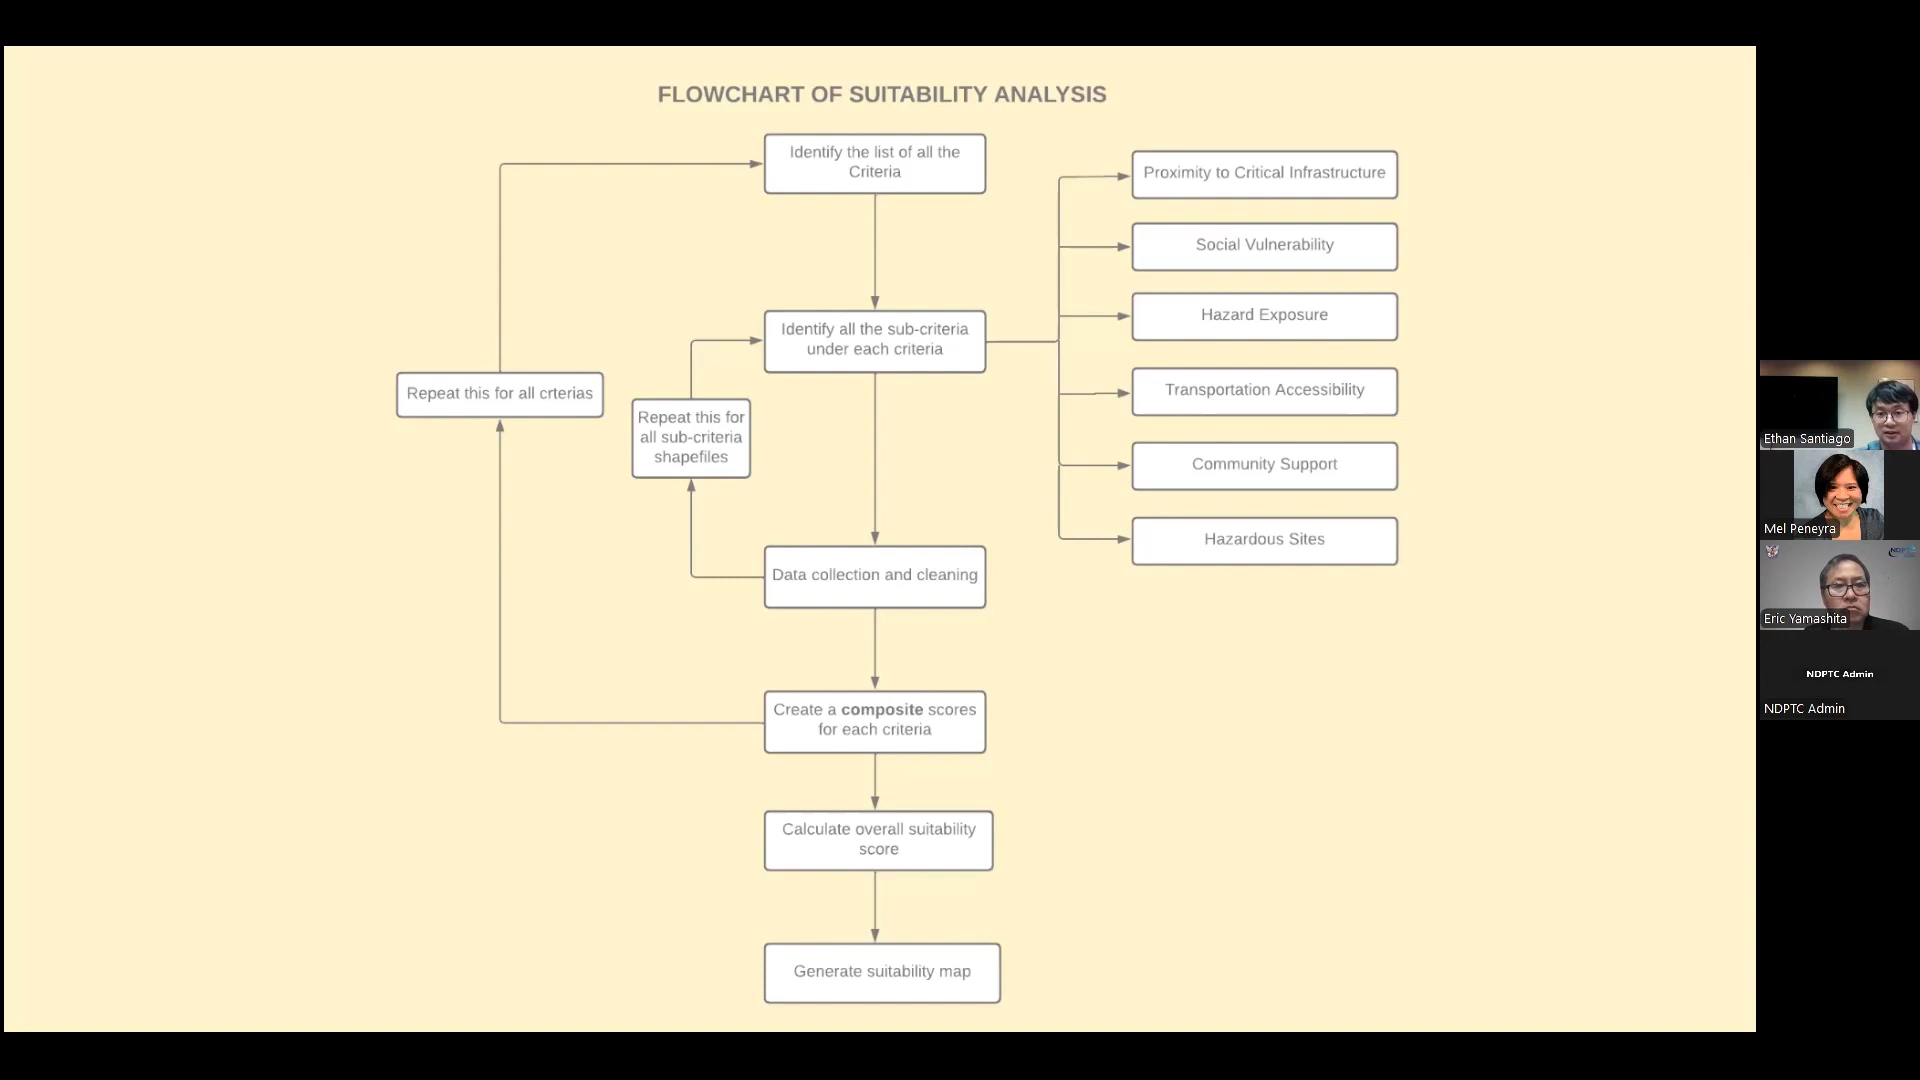 FLOWCHART OF SUITABILITY ANALYSIS
Identify the list of all the
Criteria
Proximity to Critical Infrastructure
Social Vulnerability
Hazard Exposure
Identify all the sub-criteria
under each criteria
Transportation Accessibility
Repeat this for all crterias
Repeat this for
all sub-criteria
shapefiles
Community Support
Hazardous Sites
Data collection and cleaning
Create a composite scores
for each criteria
Calculate overall suitability
score
Generate suitability map
Ethan Santiago
Mel Peneyra
Eric Yamashita
NDPTC Admin
NDPTC Admin